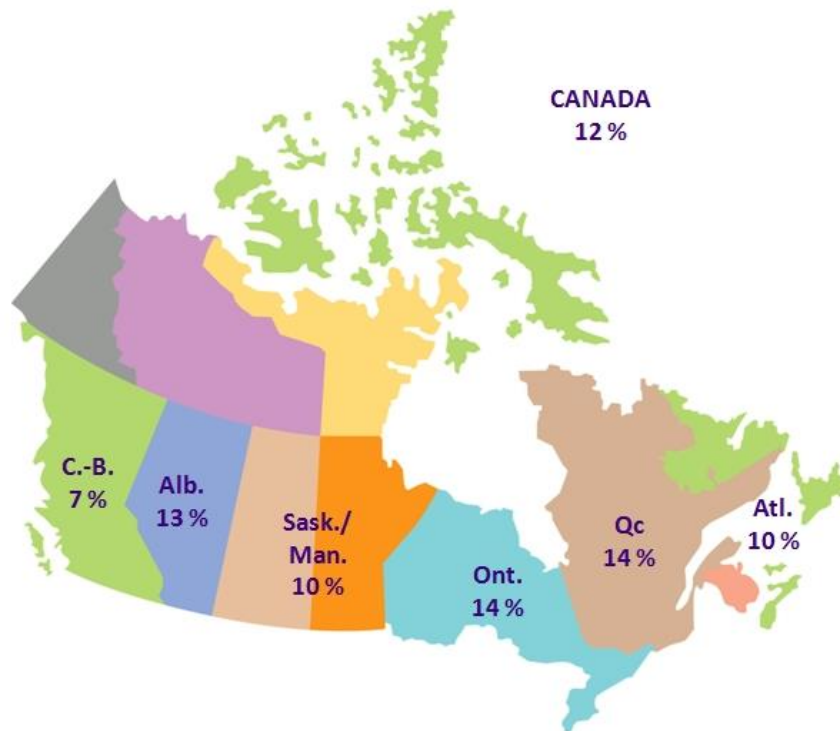 CANADA
12 %
C.-B.
7 %
Alb.
13 %
Sask./
Man.
10 %
Ont.
14 %
Qc
14 %
Atl.
10 %